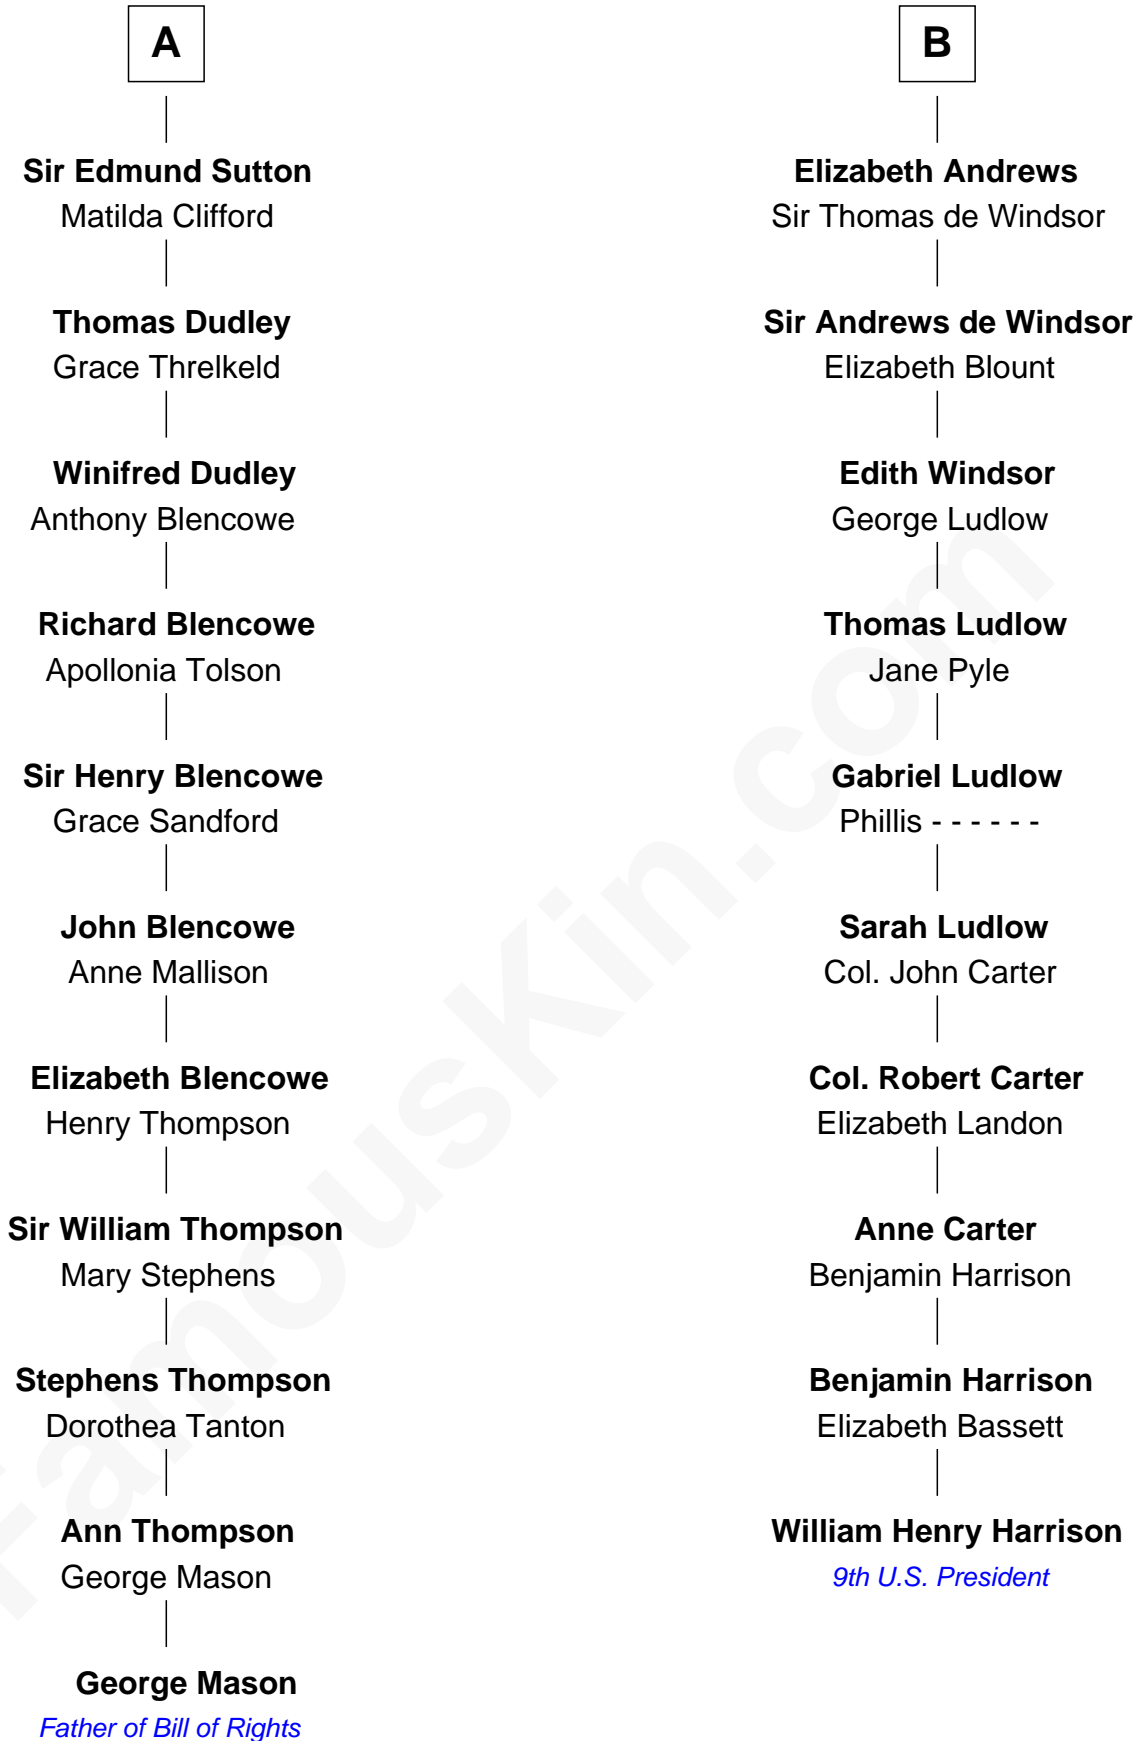 A
Sir Edmund Sutton
Matilda Clifford
Thomas Dudley
Grace Threlkeld
Winifred Dudley
Anthony Blencowe
Richard Blencowe
Apollonia Tolson
Sir Henry Blencowe
Grace Sandford
John Blencowe
Anne Mallison
Elizabeth Blencowe
Henry Thompson
Sir William Thompson
Mary Stephens
Stephens Thompson
Dorothea Tanton
Ann Thompson
George Mason
George Mason
Father of Bill of Rights
B
Elizabeth Andrews
Sir Thomas de Windsor
Sir Andrews de Windsor
Elizabeth Blount
Edith Windsor
George Ludlow
Thomas Ludlow
Jane Pyle
Gabriel Ludlow
Phillis - - - - - -
Sarah Ludlow
Col. John Carter
Col. Robert Carter
Elizabeth Landon
Anne Carter
Benjamin Harrison
Benjamin Harrison
Elizabeth Bassett
William Henry Harrison
9th U.S. President
FamousKin.com